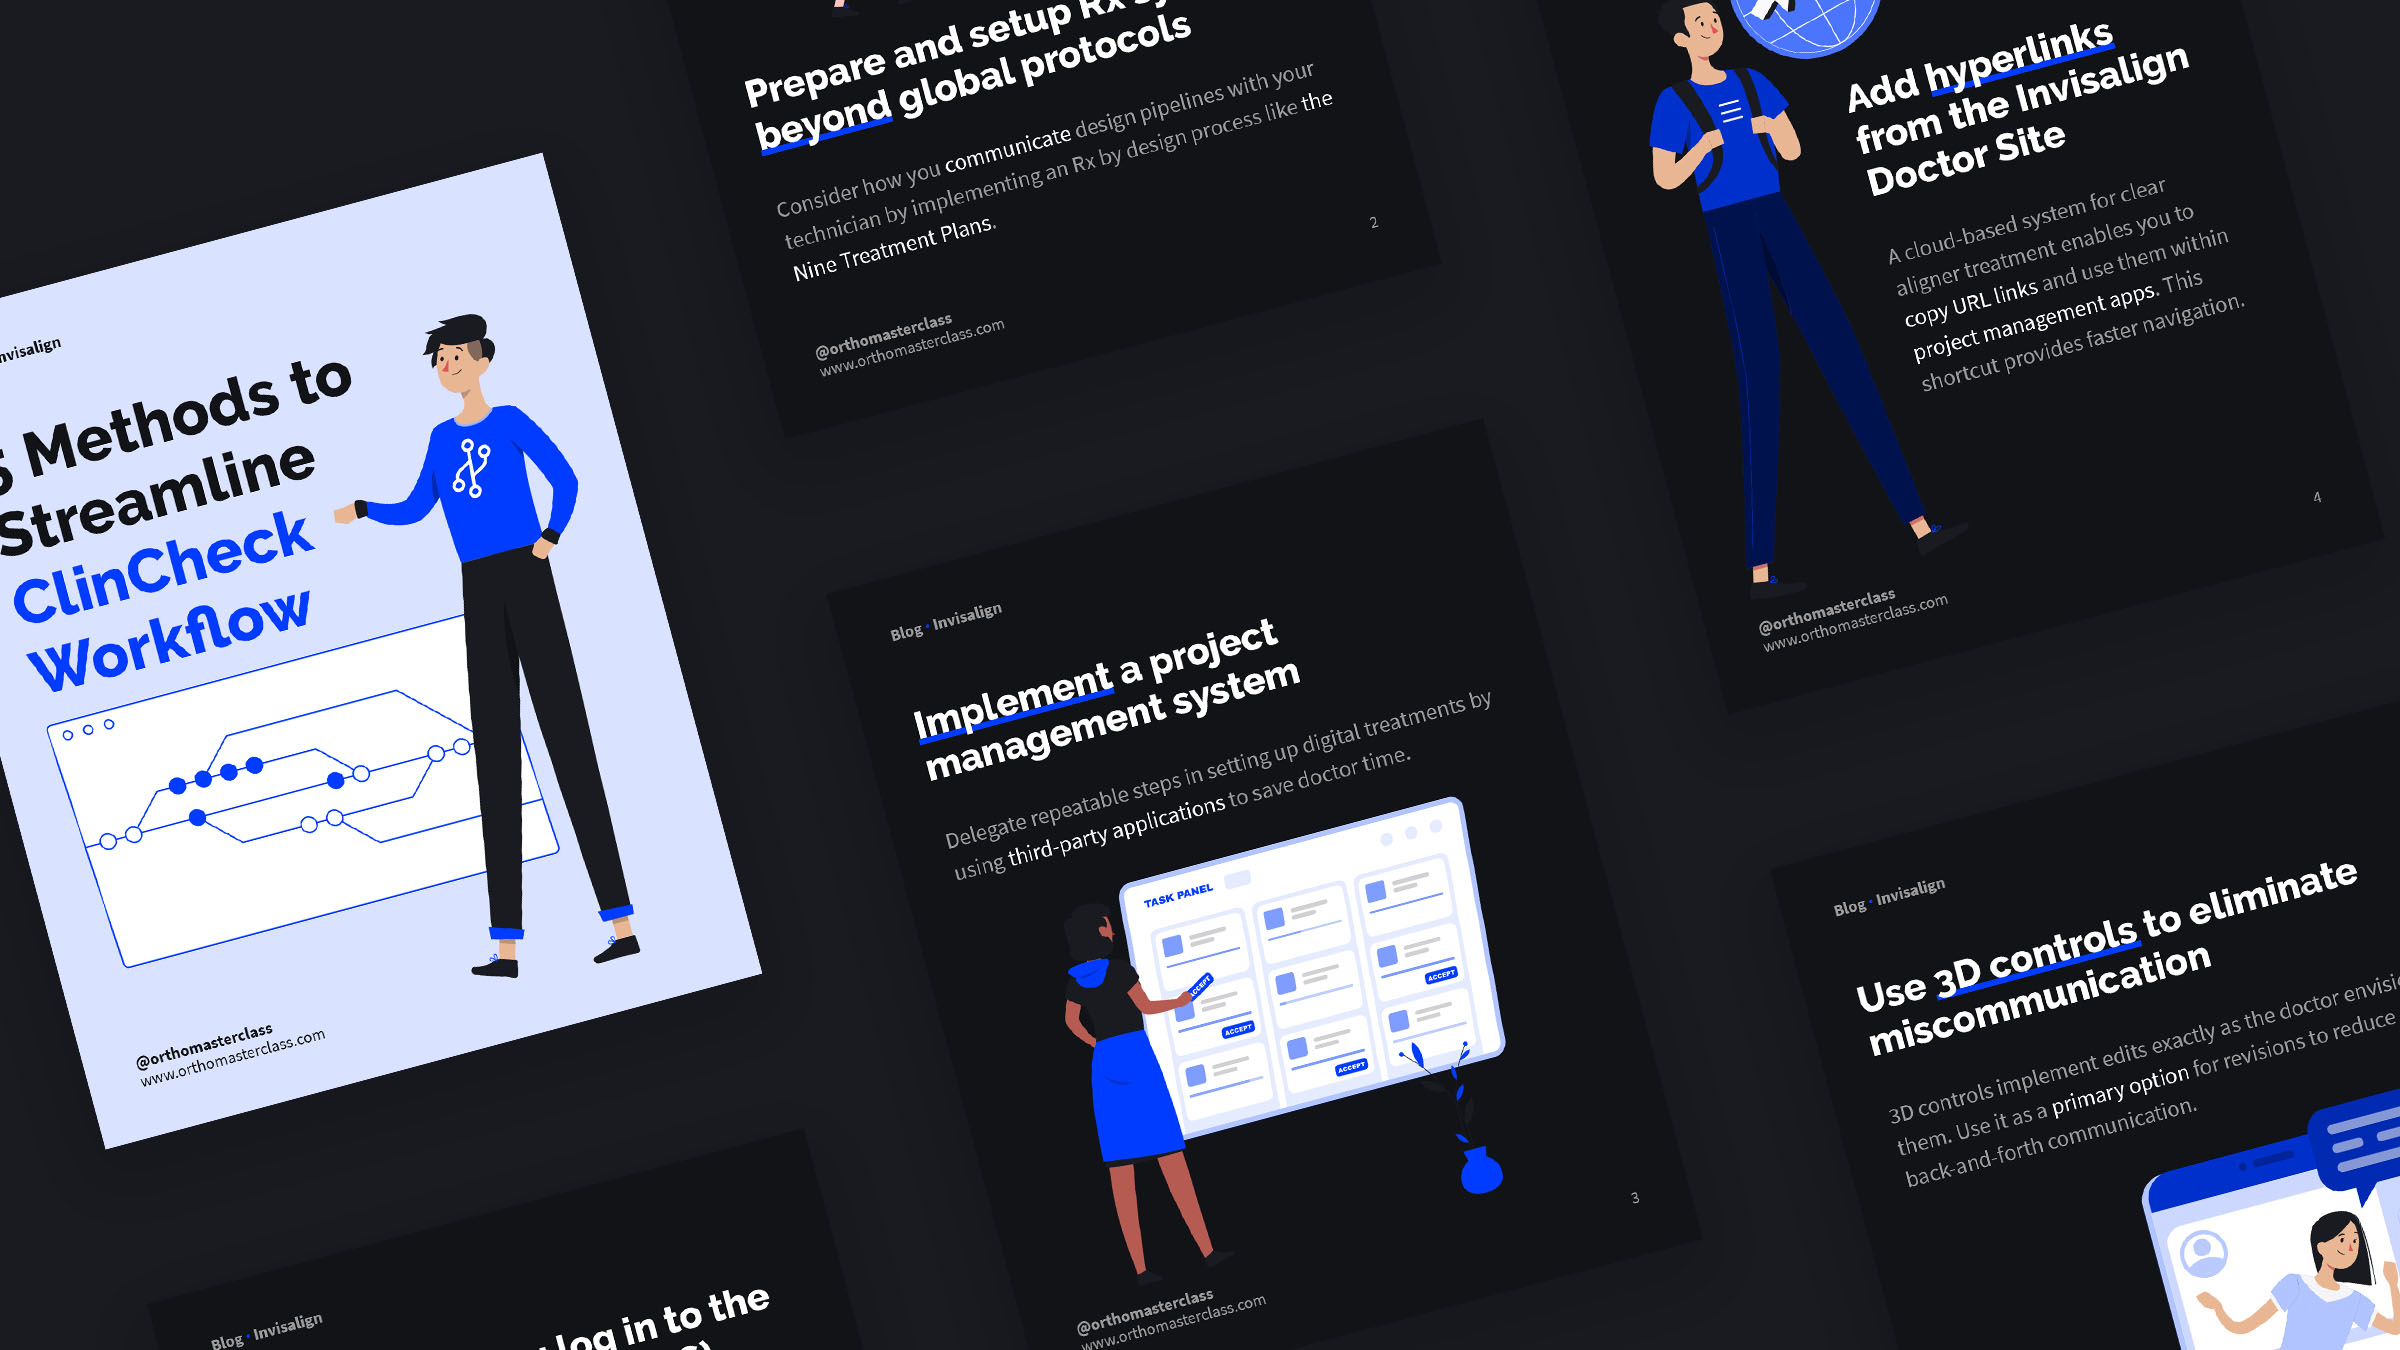 Invisalign
5 Methods to
Streamline
ClinCheck
Workflow
@orthomasterclass
www.orthomasterclass.com
Prepare and setup Rx
beyond global protocols
Consider how you communicate design pipelines with your
technician by implementing an Rx by design process like the
Nine Treatment Plans.
2
@orthomasterclass
www.orthomasterclass.com
Add hyperlinks
from the Invisalign
Doctor Site
A cloud-based system for clear
aligner treatment enables you to
copy URL links and use them within
project management apps. This
shortcut provides faster navigation.
4
@orthomasterclass
www.orthomasterclass.com
Blog · Invisalign
Implement a project
management system
Delegate repeatable steps in setting up digital treatments by
using third-party applications to save doctor time.
TASK PANEL
ACCEPT
ACCEPT
ACCEPT
ACCEPT
3
@orthomasterclass
www.orthomasterclass.com
Blog · Invisalign
Use 3D controls to eliminate
miscommunication
3D controls implement edits exactly as the doctor
them. Use it as a primary option for revisions to reduce
back-and-forth communication.
Blog · Invisalign
log in to the